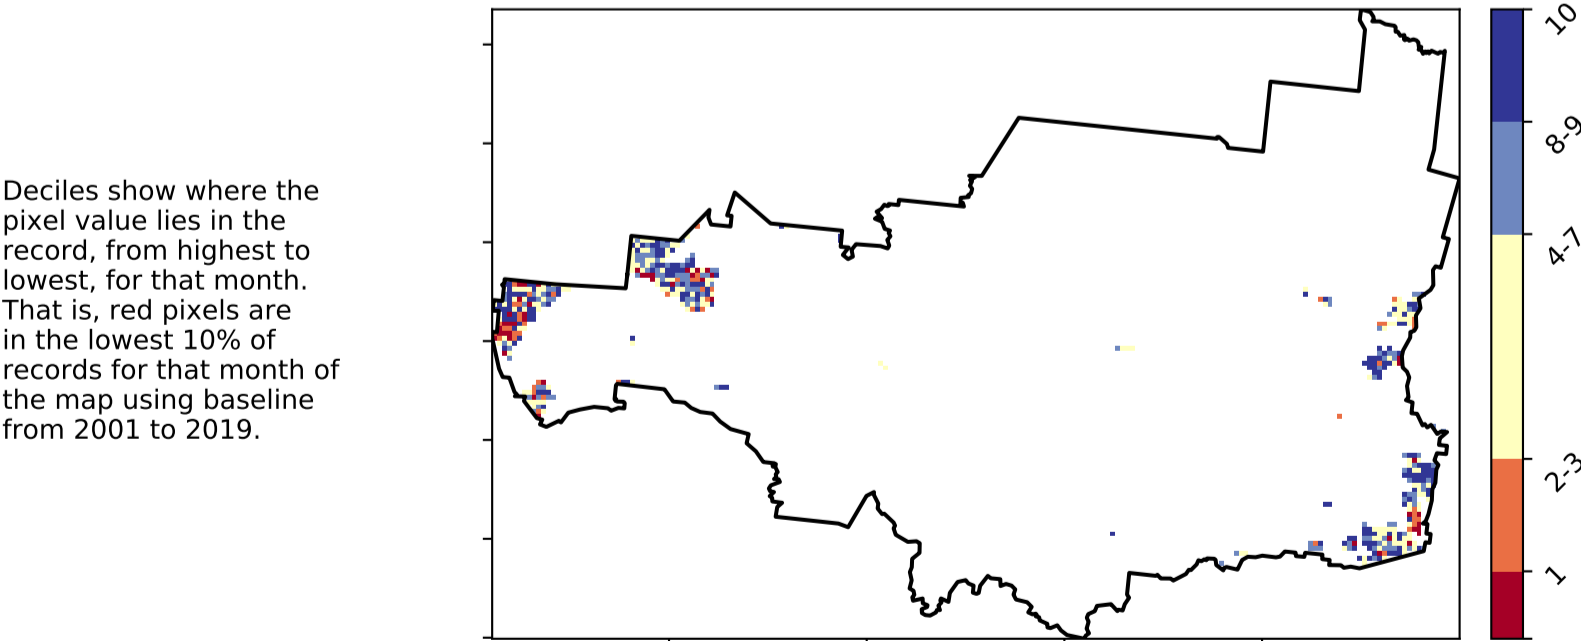 Deciles show where the
pixel value lies in the
record, from highest to
lowest, for that month.
That is, red pixels are
in the lowest 10% of
records for that month of
the map using baseline
from 2001 to 2019.
10
8-9
4-7
2-3
1